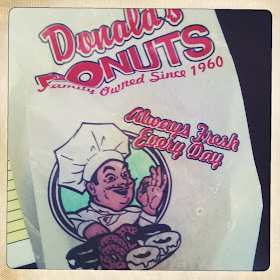 Donald's
DONUTS
Family Owned Since 1960
Always Fresh
Every Day